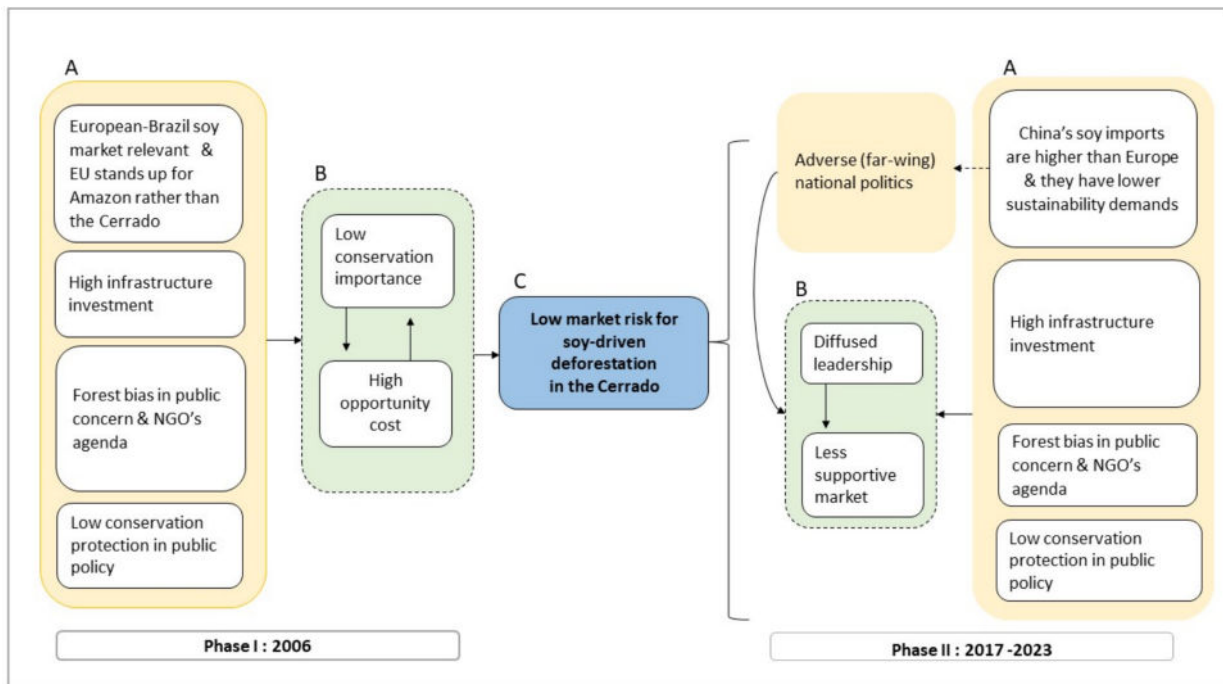 A
European-Brazil soy
market relevant &
EU stands up for
Amazon rather than
the Cerrado
High infrastructure
investment
Forest bias in public
concern & NGO's
agenda
Low conservation
protection in public
policy
B
Low
conservation
importance
High
opportunity
cost
C
Low market risk for
soy-driven
deforestation
in the Cerrado
Adverse (far-wing)
national politics
B
Diffused
leadership
Less
supportive
market
A
China's soy imports
are higher than Europe
& they have lower
sustainability demands
High infrastructure
investment
Forest bias in public
concern & NGO's
agenda
Low conservation
protection in public
policy
Phase I : 2006
Phase II : 2017 -2023